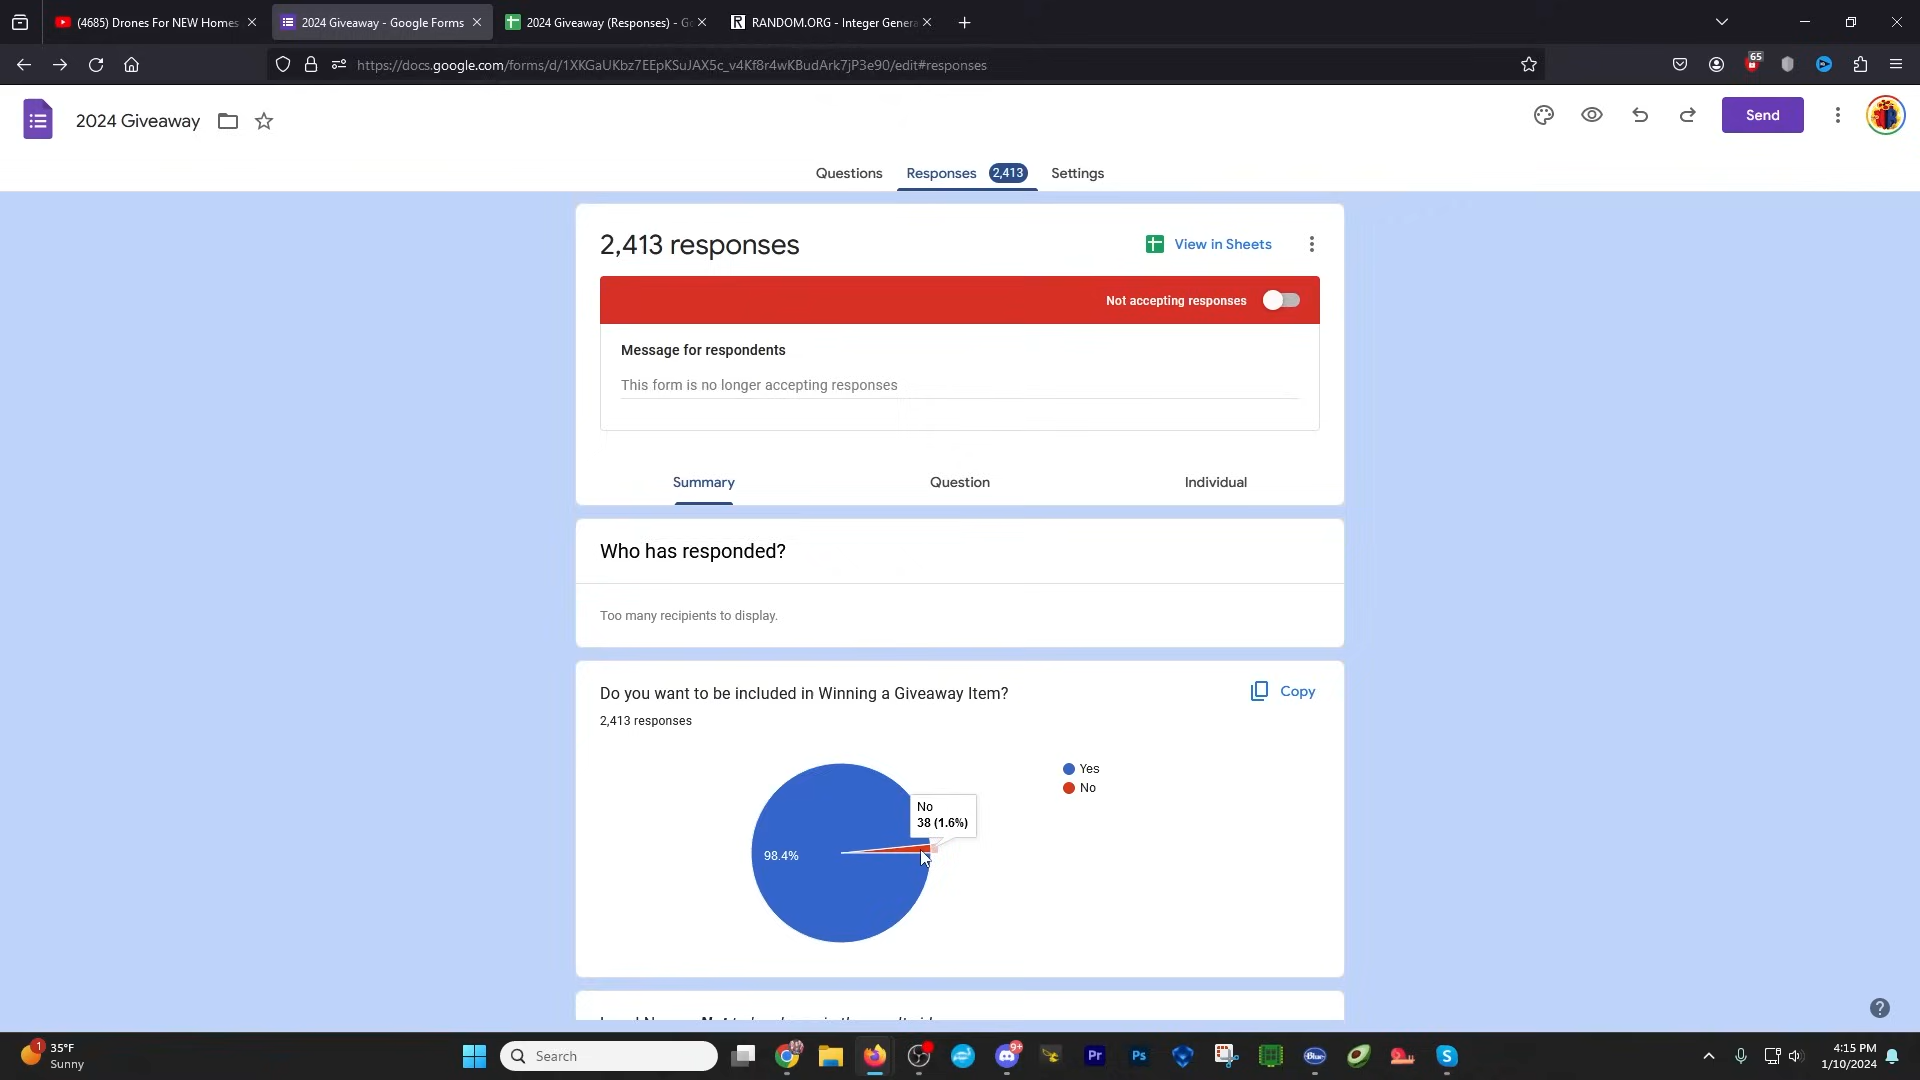 (4685) Drones For NEW Homes
2024 Giveaway - Google Forms
2024 Giveaway (Responses) - Go
RANDOM.ORG - Integer Genera
https://docs.google.com/forms/d/1XKGaUKbz7EEpKSuJAX5c_v4Kf8r4wKBudArk7jP3e90/edit#responses
65
2024 Giveaway
Send
Questions
Responses 2,413
Settings
2,413 responses
View in Sheets
Not accepting responses
Message for respondents
This form is no longer accepting responses
Summary
Question
Individual
Who has responded?
Too many recipients to display.
Do you want to be included in Winning a Giveaway Item?
Copy
2,413 responses
Yes
No
No
38 (1.6%)
98.4%
1
35°F
Sunny
Search
9+
Pr
Ps
Blue
S
4:15 PM
1/10/2024